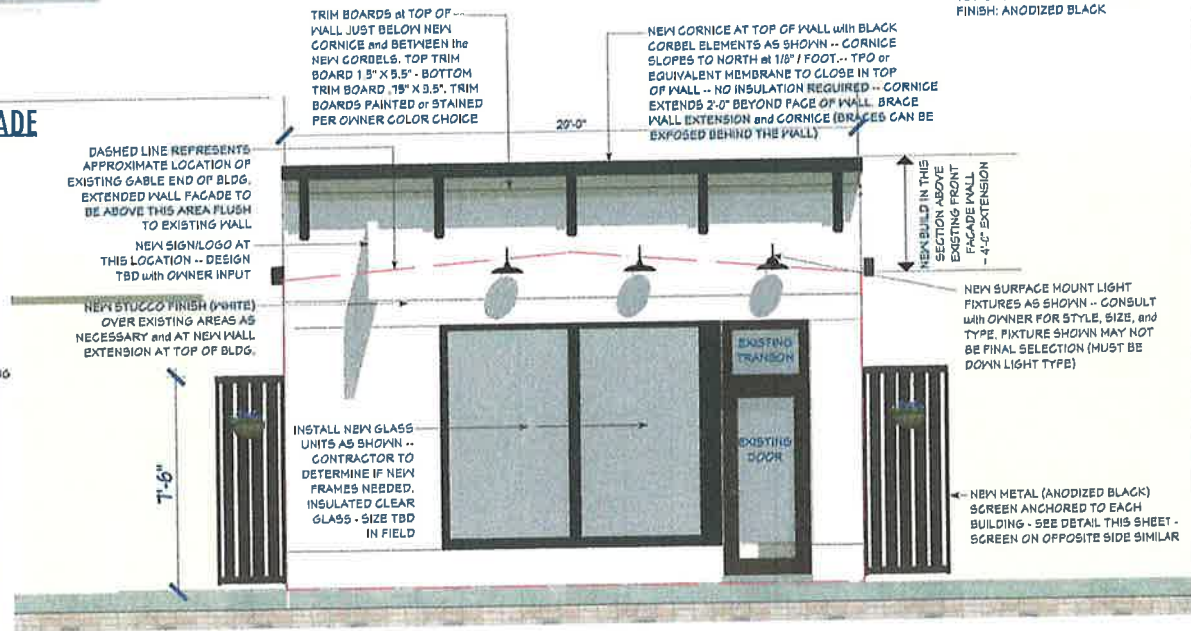 FINISH: ANODIZED BLACK
TRIM BOARDS at TOP OF
WALL JUST BELOW NEW
CORNICE and BETWEEN the
NEW CORBELS. TOP TRIM
BOARD 1.5" X 5.5" - BOTTOM
TRIM BOARD .75" X 3.5". TRIM
BOARDS PAINTED or STAINED
PER OWNER COLOR CHOICE
NEW CORNICE AT TOP OF WALL with BLACK
CORBEL ELEMENTS AS SHOWN -- CORNICE
SLOPES TO NORTH at 1/8" / FOOT -- TPO or
EQUIVALENT MEMBRANE TO CLOSE IN TOP
OF WALL -- NO INSULATION REQUIRED -- CORNICE
EXTENDS 2'-0" BEYOND FACE OF WALL. BRACE
WALL EXTENSION and CORNICE (BRACES CAN BE
EXPOSED BEHIND THE WALL)
ADE
20'-0"
DASHED LINE REPRESENTS
APPROXIMATE LOCATION OF
EXISTING GABLE END OF BLDG.
EXTENDED WALL FACADE TO
BE ABOVE THIS AREA FLUSH
TO EXISTING WALL
NEW SIGN/LOGO AT
THIS LOCATION -- DESIGN
TBD with OWNER INPUT
NEW STUCCO FINISH (WHITE)
OVER EXISTING AREAS AS
NECESSARY and AT NEW WALL
EXTENSION AT TOP OF BLDG.
NEW BUILD IN THIS
SECTION ABOVE
EXISTING FRONT
FACADE WALL
- 4'-0" EXTENSION
NEW SURFACE MOUNT LIGHT
FIXTURES AS SHOWN -- CONSULT
with OWNER FOR STYLE, SIZE, and
TYPE, FIXTURE SHOWN MAY NOT
BE FINAL SELECTION (MUST BE
DOWN LIGHT TYPE)
EXISTING
TRANSOM
7'-6"
INSTALL NEW GLASS
UNITS AS SHOWN --
CONTRACTOR TO
DETERMINE IF NEW
FRAMES NEEDED.
INSULATED CLEAR
GLASS - SIZE TBD
IN FIELD
EXISTING
DOOR
NEW METAL (ANODIZED BLACK)
SCREEN ANCHORED TO EACH
BUILDING - SEE DETAIL THIS SHEET -
SCREEN ON OPPOSITE SIDE SIMILAR